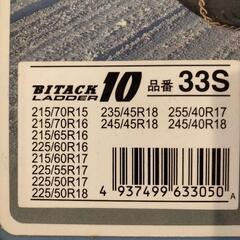 BITACK LADDER 10 品番 33S
215/70R15 235/45R18 255/40R17
215/70R16 245/45R18 245/40R18
215/65R16
225/60R16
215/60R17
225/55R17
225/50R17
225/50R18
4 937499 633050 A